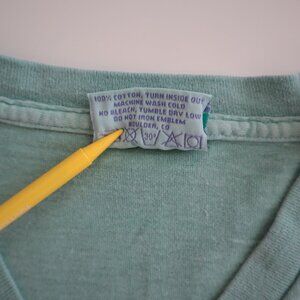 100% COTTON, TURN INSIDE OUT
MACHINE WASH COLD
NO BLEACH, TUMBLE DRY LOW
DO NOT IRON EMBLEM
BOULDER, CO
30°